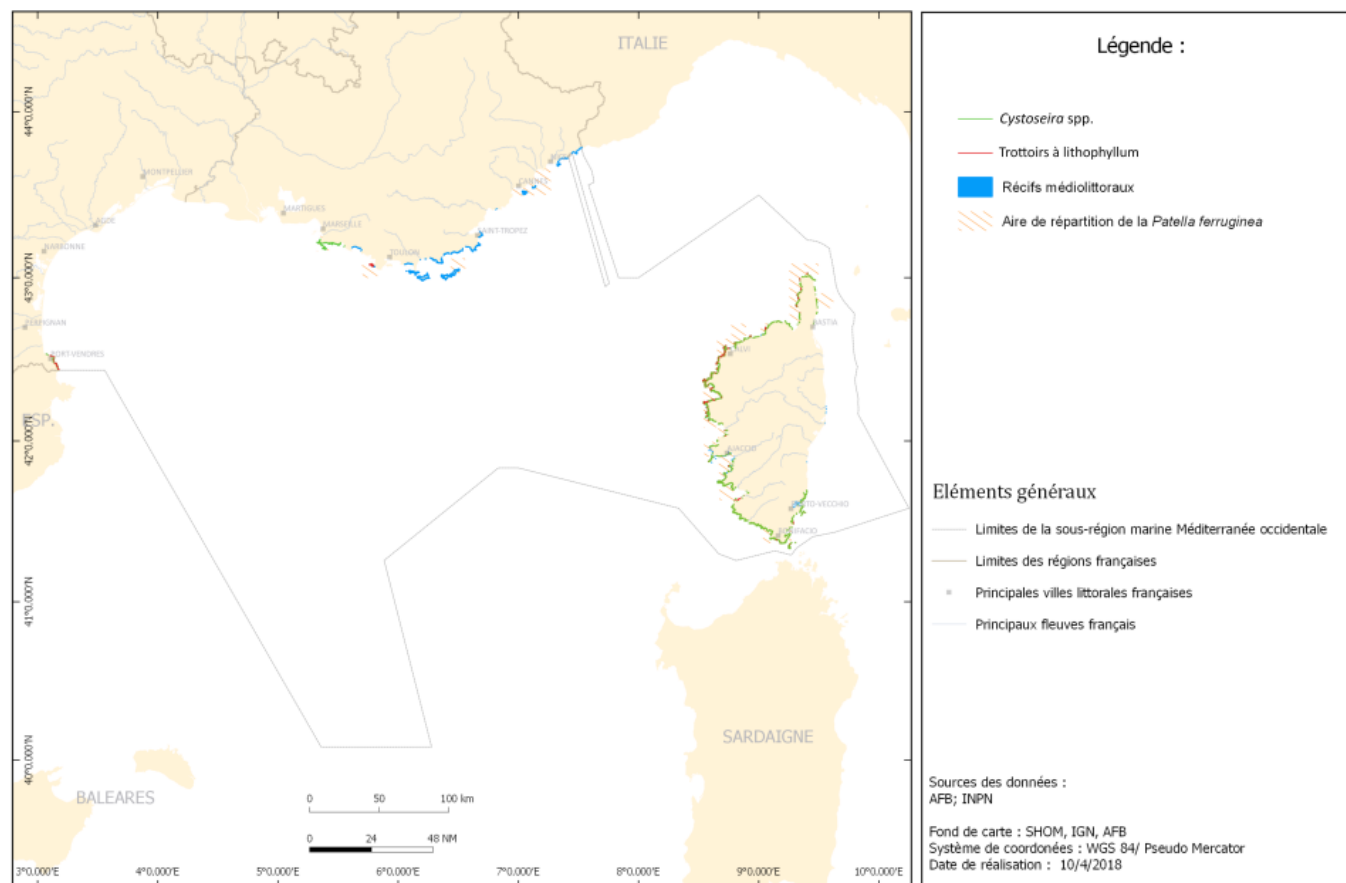 ITALIE
44°0.000'N
MONTPELLIER
CANNES
MARTIGUES
AGDE
MARSEILLE
SAINT-TROPEZ
NARBONNE
TOULON
43°0.000'N
PERPIGNAN
BASTIA
PORT-VENDRES
CALVI
ESP.
42°0.000'N
AJACCIO
PORTO-VECCHIO
BONIFACIO
41°0.000'N
SARDAIGNE
40°0.000'N
BALEARES
0 50 100 km
0 24 48 NM
3°0.000'E 4°0.000'E 5°0.000'E 6°0.000'E 7°0.000'E 8°0.000'E 9°0.000'E 10°0.000'E
Légende :
Cystoseira spp.
Trottoirs à lithophyllum
Récifs médiolittoraux
Aire de répartition de la Patella ferruginea
Eléments généraux
Limites de la sous-région marine Méditerranée occidentale
Limites des régions françaises
Principales villes littorales françaises
Principaux fleuves français
Sources des données :
AFB; INPN
Fond de carte : SHOM, IGN, AFB
Système de coordonées : WGS 84/ Pseudo Mercator
Date de réalisation : 10/4/2018